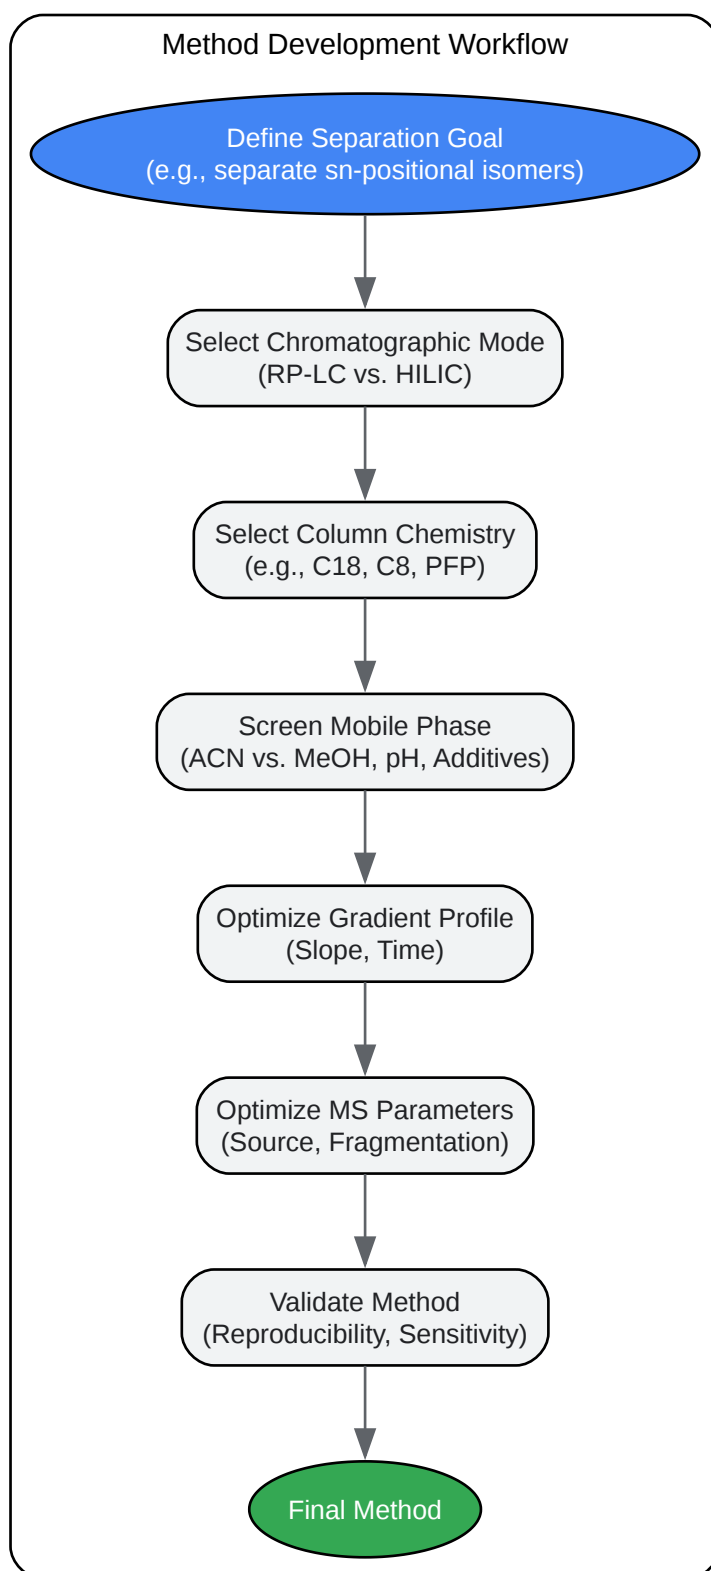 Method Development Workflow
Define Separation Goal
(e.g., separate sn-positional isomers)
Select Chromatographic Mode
(RP-LC vs. HILIC)
Select Column Chemistry
(e.g., C18, C8, PFP)
Screen Mobile Phase
(ACN vs. MeOH, pH, Additives)
Optimize Gradient Profile
(Slope, Time)
Optimize MS Parameters
(Source, Fragmentation)
Validate Method
(Reproducibility, Sensitivity)
Final Method